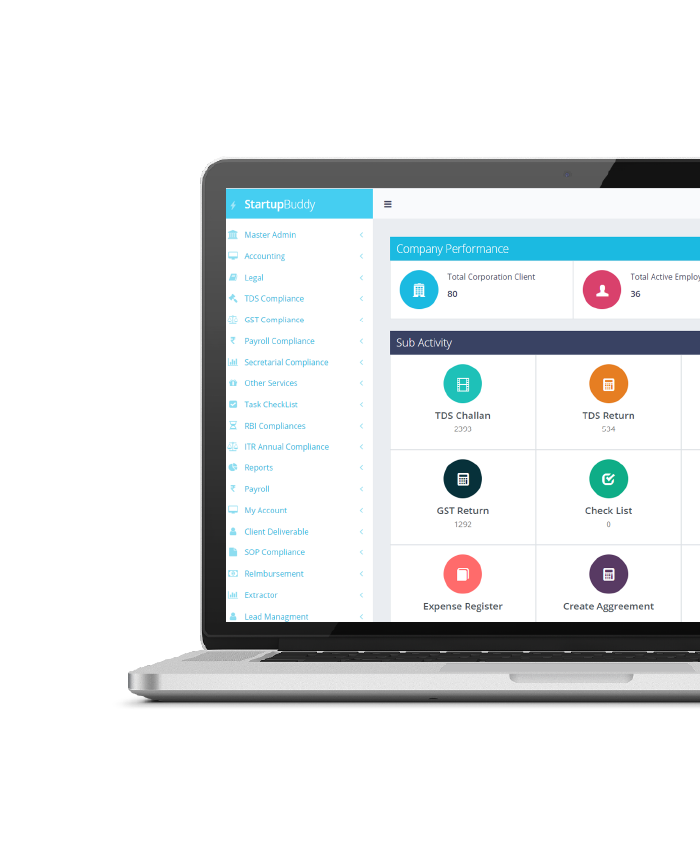 StartupBuddy
Master Admin
Accounting
Legal
TDS Compliance
GST Compliance
Payroll Compliance
Secretarial Compliance
Other Services
Task CheckList
RBI Compliances
ITR Annual Compliance
Reports
₹ Payroll
My Account
Client Deliverable
SOP Compliance
Reimbursement
Extractor
Lead Managment
Company Performance
Total Corporation Client
80
Total Active Employ
36
Sub Activity
TDS Challan
2393
TDS Return
534
GST Return
1292
Check List
0
Expense Register
Create Aggreement